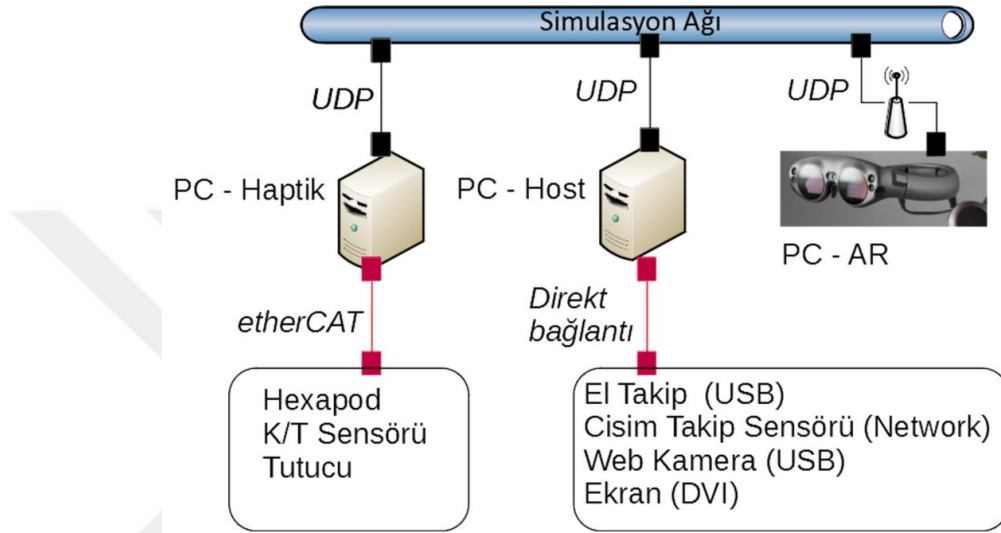 Simulasyon Ağı
UDP
UDP
UDP
PC - Haptik
PC - Host
PC - AR
etherCAT
Direkt
bağlantı
Hexapod
K/T Sensörü
Tutucu
El Takip (USB)
Cisim Takip Sensörü (Network)
Web Kamera (USB)
Ekran (DVI)